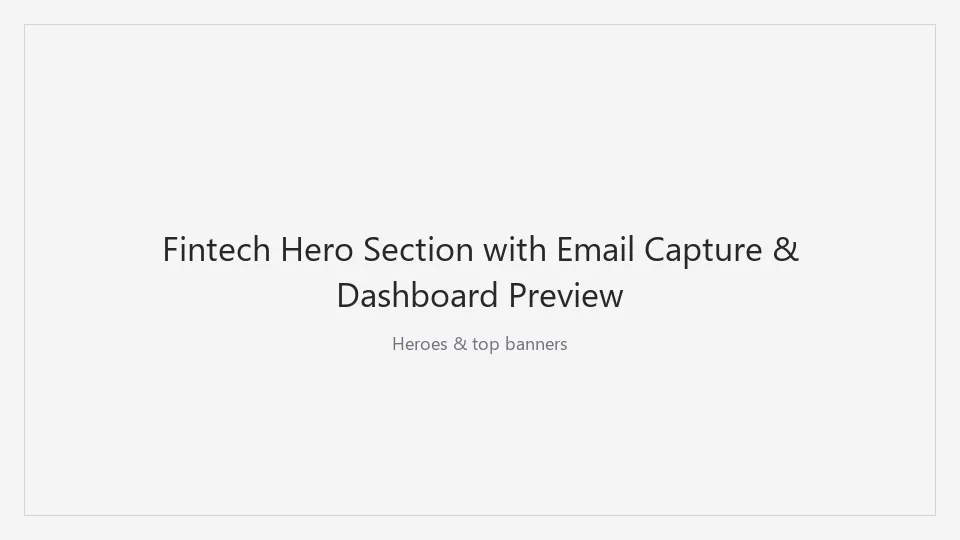 Fintech Hero Section with Email Capture &
Dashboard Preview
Heroes & top banners